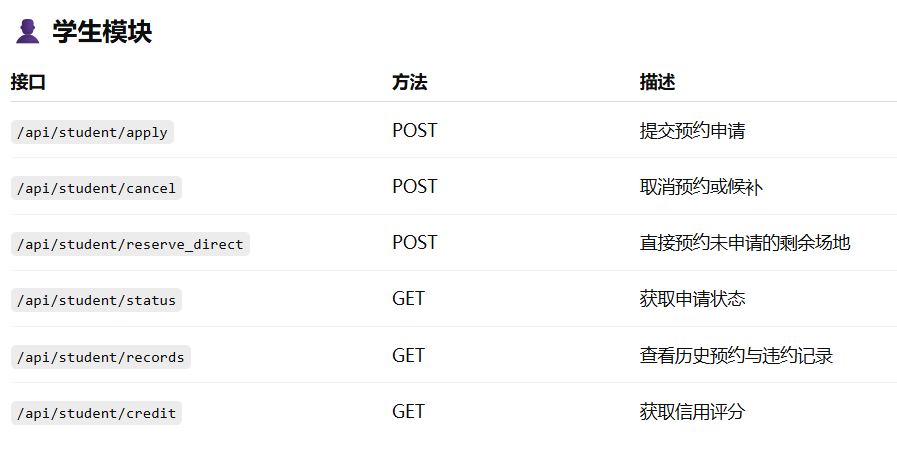 学生模块
接口 方法 描述
/api/student/apply POST 提交预约申请
/api/student/cancel POST 取消预约或候补
/api/student/reserve_direct POST 直接预约未申请的剩余场地
/api/student/status GET 获取申请状态
/api/student/records GET 查看历史预约与违约记录
/api/student/credit GET 获取信用评分